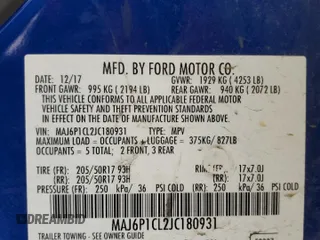 MFD. BY FORD MOTOR CO.
DATE: 12/17 GVWR: 1929 KG ( 4253 LB)
FRONT GAWR: 995 KG ( 2194 LB) REAR GAWR: 940 KG ( 2072 LB)
THIS VEHICLE CONFORMS TO ALL APPLICABLE FEDERAL MOTOR
VEHICLE SAFETY AND BUMPER STANDARDS IN EFFECT ON THE DATE OF
MANUFACTURE SHOWN ABOVE.
VIN: MAJ6P1CL2JC180931 TYPE: MPV
MAXIMUM LOAD = OCCUPANTS + LUGGAGE = 375KG/ 827LB
OCCUPANTS = 5 TOTAL: 2 FRONT, 3 REAR
TIRE: FR: 205/50R17 93H RIM: FR: 17x7.0J
RR: 205/50R17 93H RR: 17x7.0J
PRESSURE (FR) 250 kPa/ 36 PSI COLD (RR) 250 kPa/ 36 PSI COLD
MAJ6P1CL2JC180931
TRAILER TOWING - SEE OWNER
DREAMBID